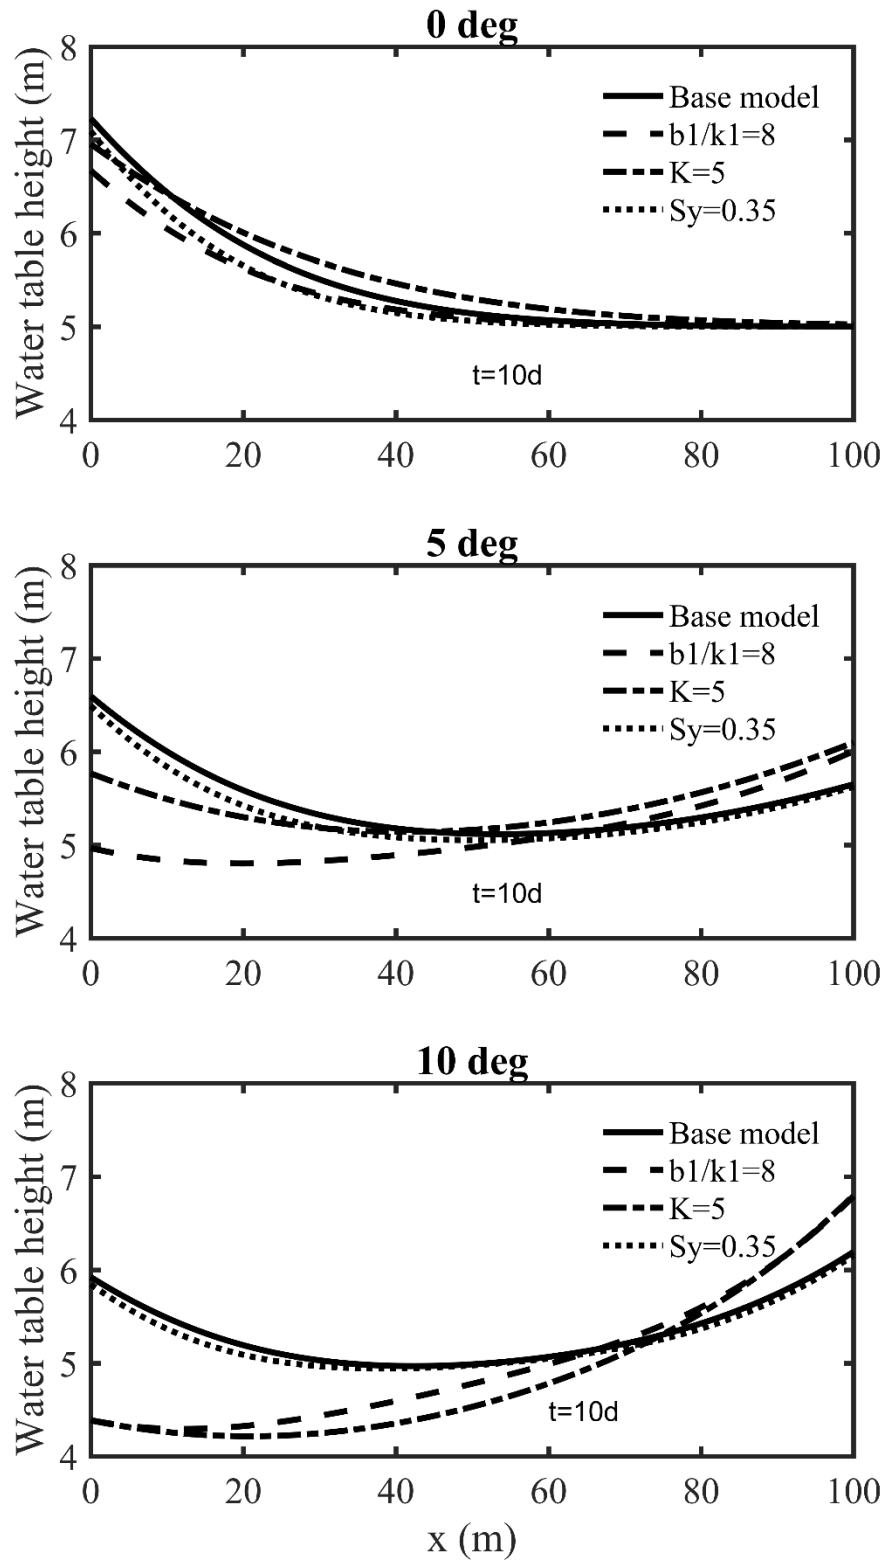 0 deg
Water table height (m)
8
7
6
5
4
Base model
b1/k1=8
K=5
Sy=0.35
t=10d
0 20 40 60 80 100
5 deg
Water table height (m)
8
7
6
5
4
Base model
b1/k1=8
K=5
Sy=0.35
t=10d
0 20 40 60 80 100
10 deg
Water table height (m)
8
7
6
5
4
Base model
b1/k1=8
K=5
Sy=0.35
t=10d
0 20 40 60 80 100
x (m)